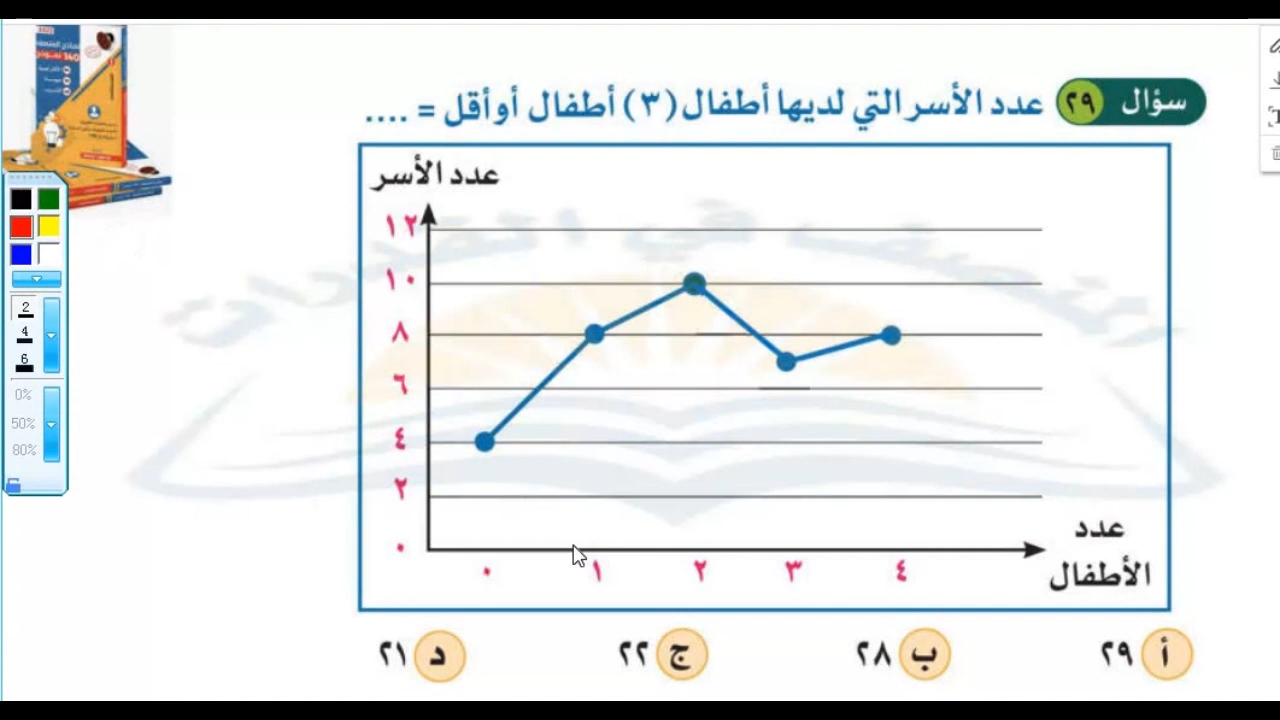 سؤال ٢٩ عدد الأسر التي لديها أطفال (٣) أطفال أو أقل = ....
عدد الأسر
١٢
١٠
٨
٦
٤
٢
٠
٠ ١ ٢ ٣ ٤
عدد
الأطفال
أ ٢٩ ب ٢٨ ج ٢٢ د ٢١
2
4
6
0%
50%
80%